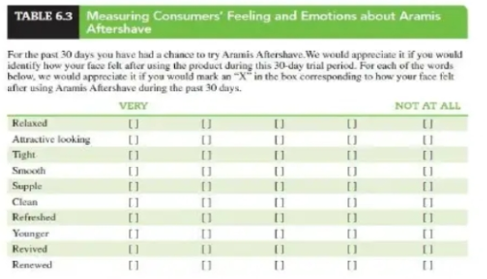 TABLE 6.3 Measuring Consumers' Feeling and Emotions about Aramis
Aftershave
For the past 30 days you have had a chance to try Aramis Aftershave.We would appreciate it if you would
identify how your face felt after using the product during this 30-day trial period. For each of the words
below, we would appreciate it if you would mark an "X" in the box corresponding to how your face felt
after using Aramis Aftershave during the past 30 days.
VERY NOT AT ALL
Relaxed [ ] [ ] [ ] [ ] [ ]
Attractive looking [ ] [ ] [ ] [ ] [ ]
Tight [ ] [ ] [ ] [ ] [ ]
Smooth [ ] [ ] [ ] [ ] [ ]
Supple [ ] [ ] [ ] [ ] [ ]
Clean [ ] [ ] [ ] [ ] [ ]
Refreshed [ ] [ ] [ ] [ ] [ ]
Younger [ ] [ ] [ ] [ ] [ ]
Revived [ ] [ ] [ ] [ ] [ ]
Renewed [ ] [ ] [ ] [ ] [ ]